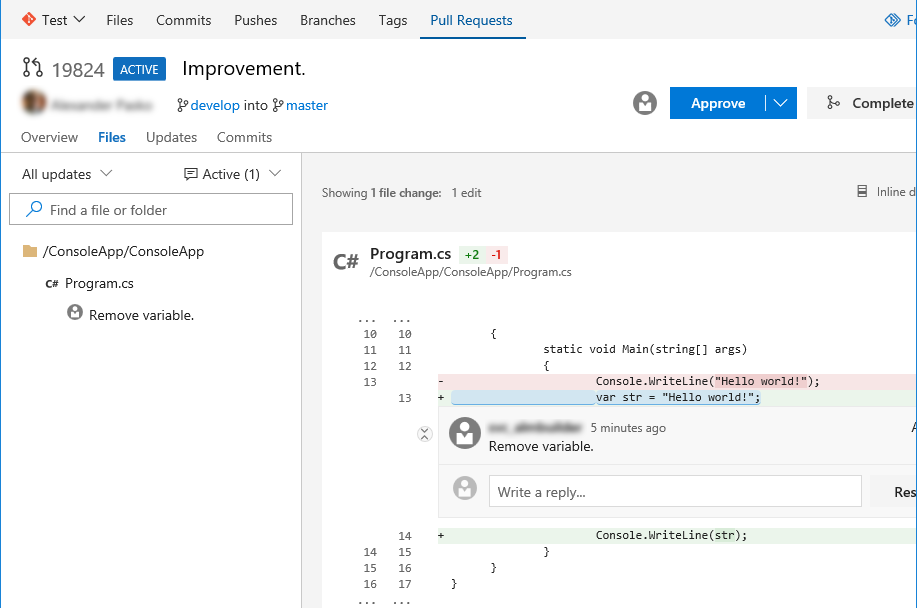 Test Files Commits Pushes Branches Tags Pull Requests
19824 ACTIVE Improvement.
develop into master
Approve Complete
Overview Files Updates Commits
All updates Active (1)
Find a file or folder
/ConsoleApp/ConsoleApp
C# Program.cs
Remove variable.
Showing 1 file change: 1 edit
Inline d
C# Program.cs +2 -1
/ConsoleApp/ConsoleApp/Program.cs
... ...
10 10 {
11 11 static void Main(string[] args)
12 12 {
13 - Console.WriteLine("Hello world!");
13 + var str = "Hello world!";
5 minutes ago
Remove variable.
Write a reply... Res
14 + Console.WriteLine(str);
14 15 }
15 16 }
16 17 }
... ...